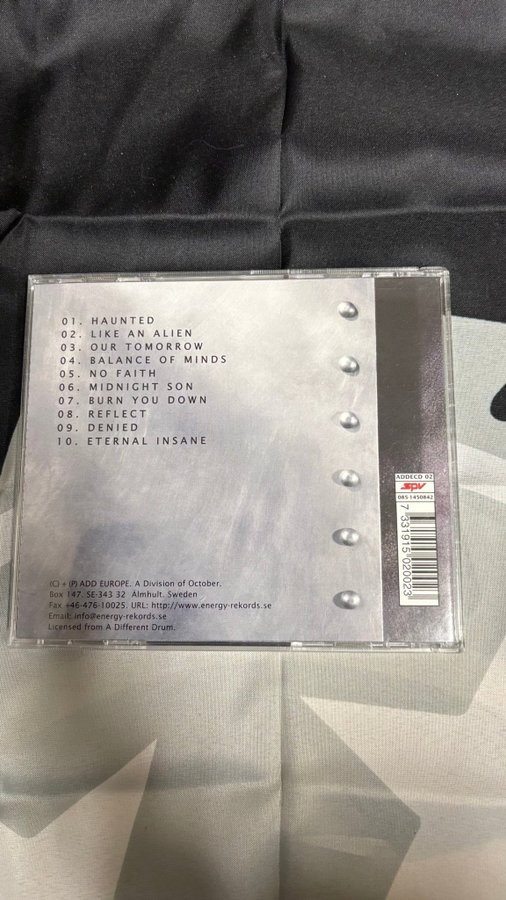 01. HAUNTED
02. LIKE AN ALIEN
03. OUR TOMORROW
04. BALANCE OF MINDS
05. NO FAITH
06. MIDNIGHT SON
07. BURN YOU DOWN
08. REFLECT
09. DENIED
10. ETERNAL INSANE
(C) + (P) ADD EUROPE. A Division of October.
Box 147. SE-343 32 Älmhult. Sweden
Fax +46-476-10025. URL: http://www.energy-rekords.se
Email: info@energy-rekords.se
Licensed from A Different Drum.
ADDECD 02
SPV
085-1450842
7 331915 020023